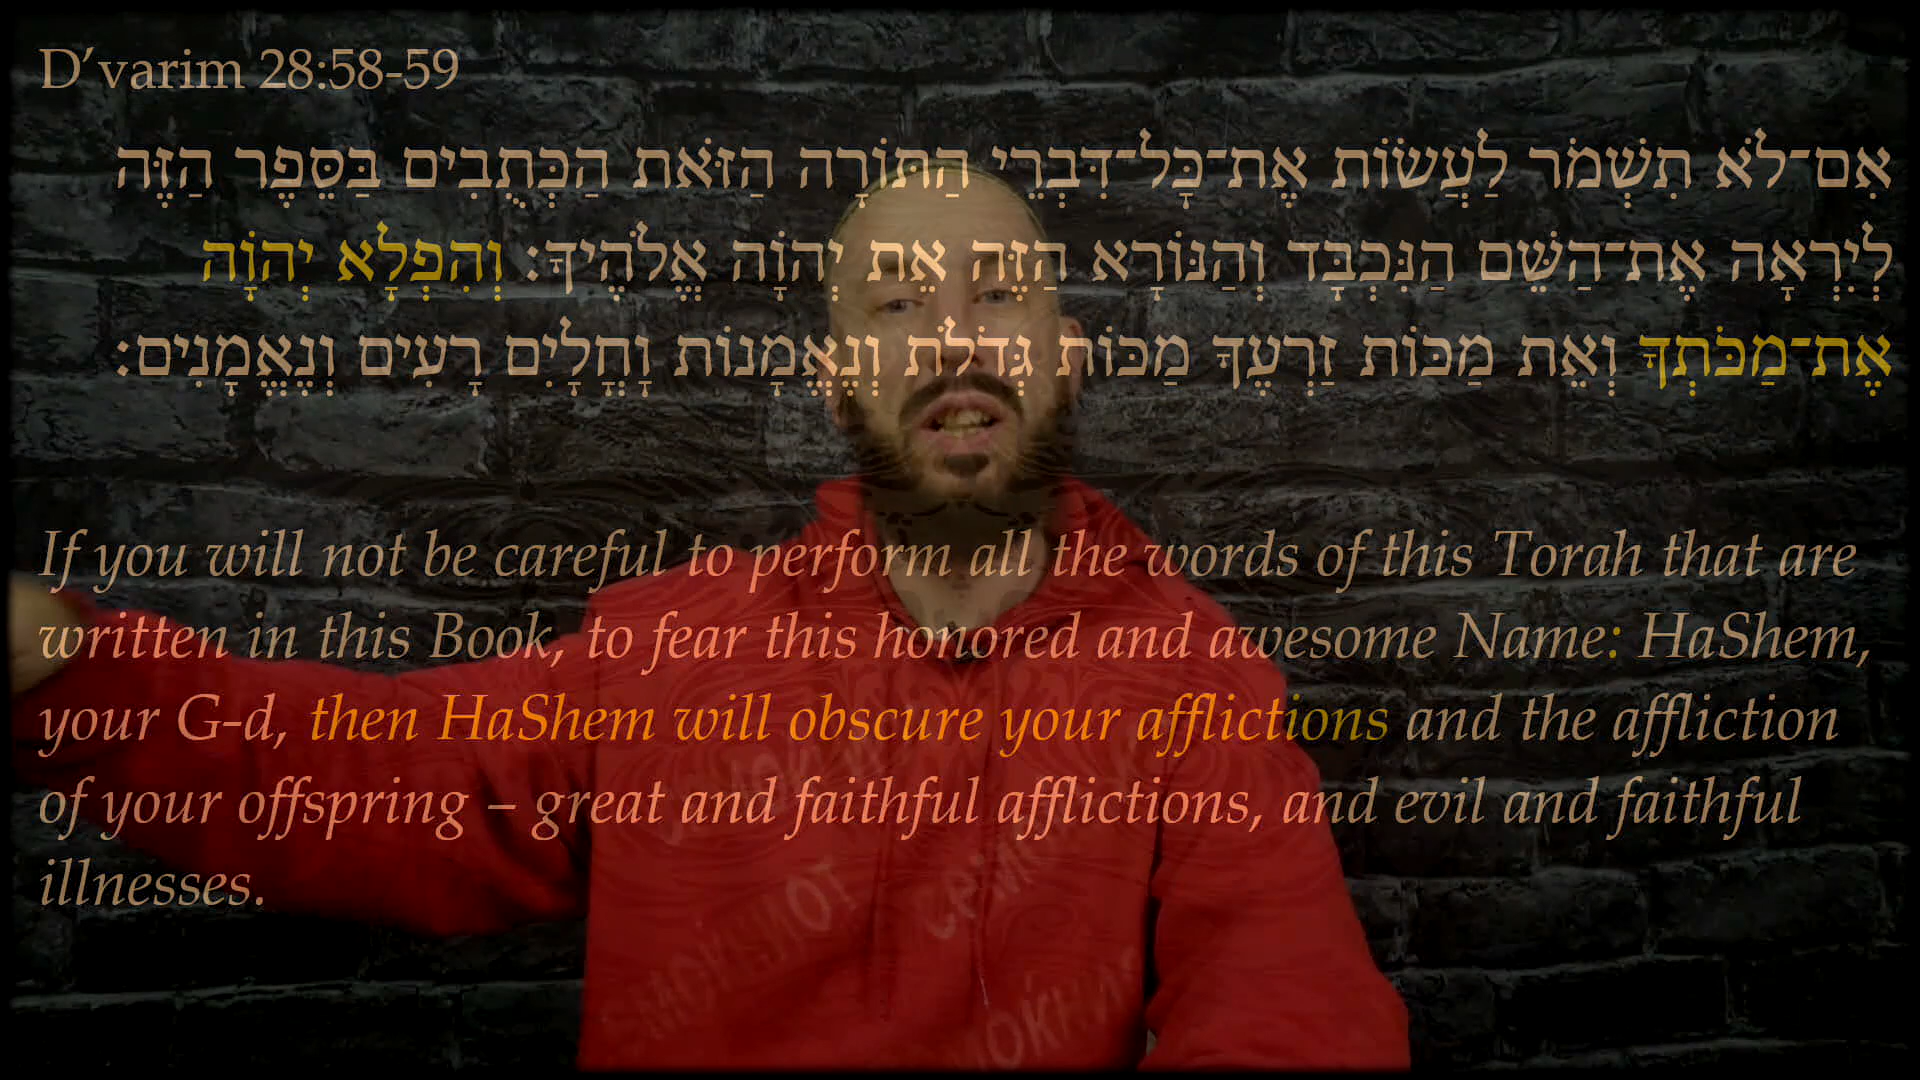 D’varim 28:58-59
אִם־לֹא תִשְׁמֹר לַעֲשׂוֹת אֶת־כָּל־דִּבְרֵי הַתּוֹרָה הַזֹּאת הַכְּתֻבִים בַּסֵּפֶר הַזֶּה
לְיִרְאָה אֶת־הַשֵּׁם הַנִּכְבָּד וְהַנּוֹרָא הַזֶּה אֵת יְהוָֹה אֱלֹהֶיךָ: וְהִפְלָא יְהוָֹה
אֶת־מַכֹּתְךָ וְאֵת מַכּוֹת זַרְעֶךָ מַכּוֹת גְּדֹלֹת וְנֶאֱמָנוֹת וָחֳלָיִם רָעִים וְנֶאֱמָנִים:
If you will not be careful to perform all the words of this Torah that are
written in this Book, to fear this honored and awesome Name: HaShem,
your G-d, then HaShem will obscure your afflictions and the affliction
of your offspring – great and faithful afflictions, and evil and faithful
illnesses.